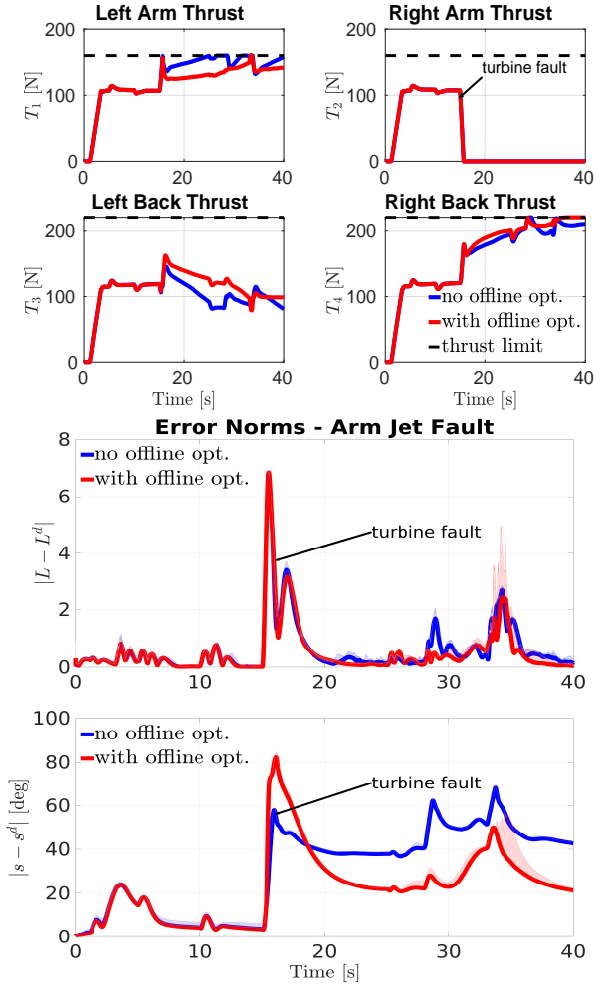 Left Arm Thrust
Right Arm Thrust
200
100
0
T₁ [N]
0 20 40
200
100
0
T₂ [N]
turbine fault
0 20 40
Left Back Thrust
Right Back Thrust
200
100
0
T₃ [N]
0 20 40
Time [s]
200
100
0
T₄ [N]
no offline opt.
with offline opt.
thrust limit
0 20 40
Time [s]
Error Norms - Arm Jet Fault
8
6
4
2
0
|L − Lᵈ|
no offline opt.
with offline opt.
turbine fault
0 10 20 30 40
100
80
60
40
20
0
|s − sᵈ| [deg]
no offline opt.
with offline opt.
turbine fault
0 10 20 30 40
Time [s]